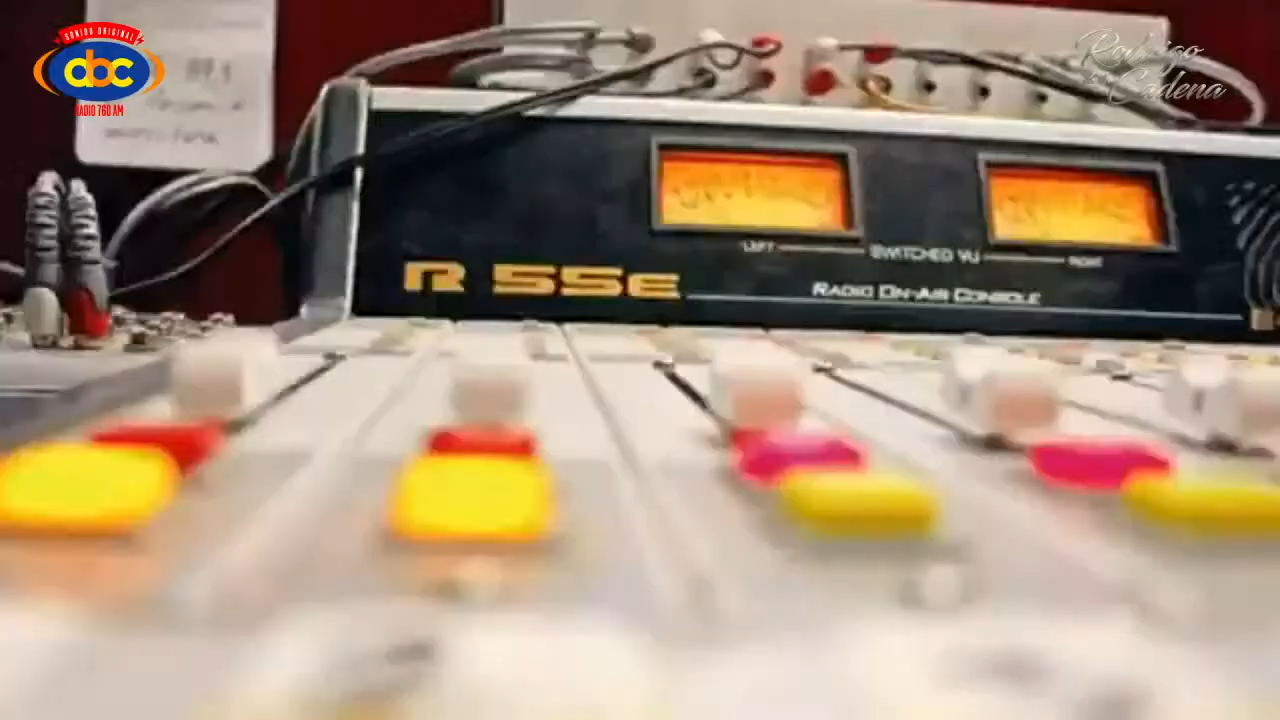 SONIDO ORIGINAL
abc
RADIO 760 AM
Rodrigo
Cadena
LEFT
SWITCHED VU
RIGHT
R 55E
RADIO ON-AIR CONSOLE